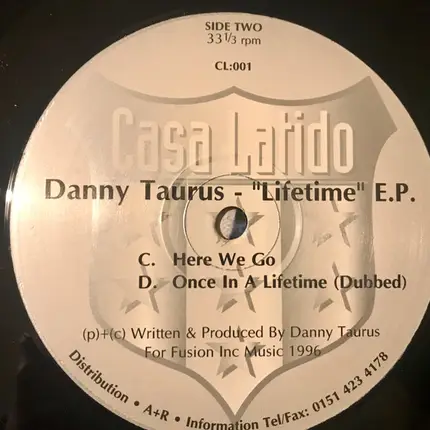 SIDE TWO
33 1/3 rpm
CL:001
Casa Latido
Danny Taurus - "Lifetime" E.P.
C. Here We Go
D. Once In A Lifetime (Dubbed)
(p)+(c) Written & Produced By Danny Taurus
For Fusion Inc Music 1996
Distribution • A+R • Information Tel/Fax: 0151 423 4178